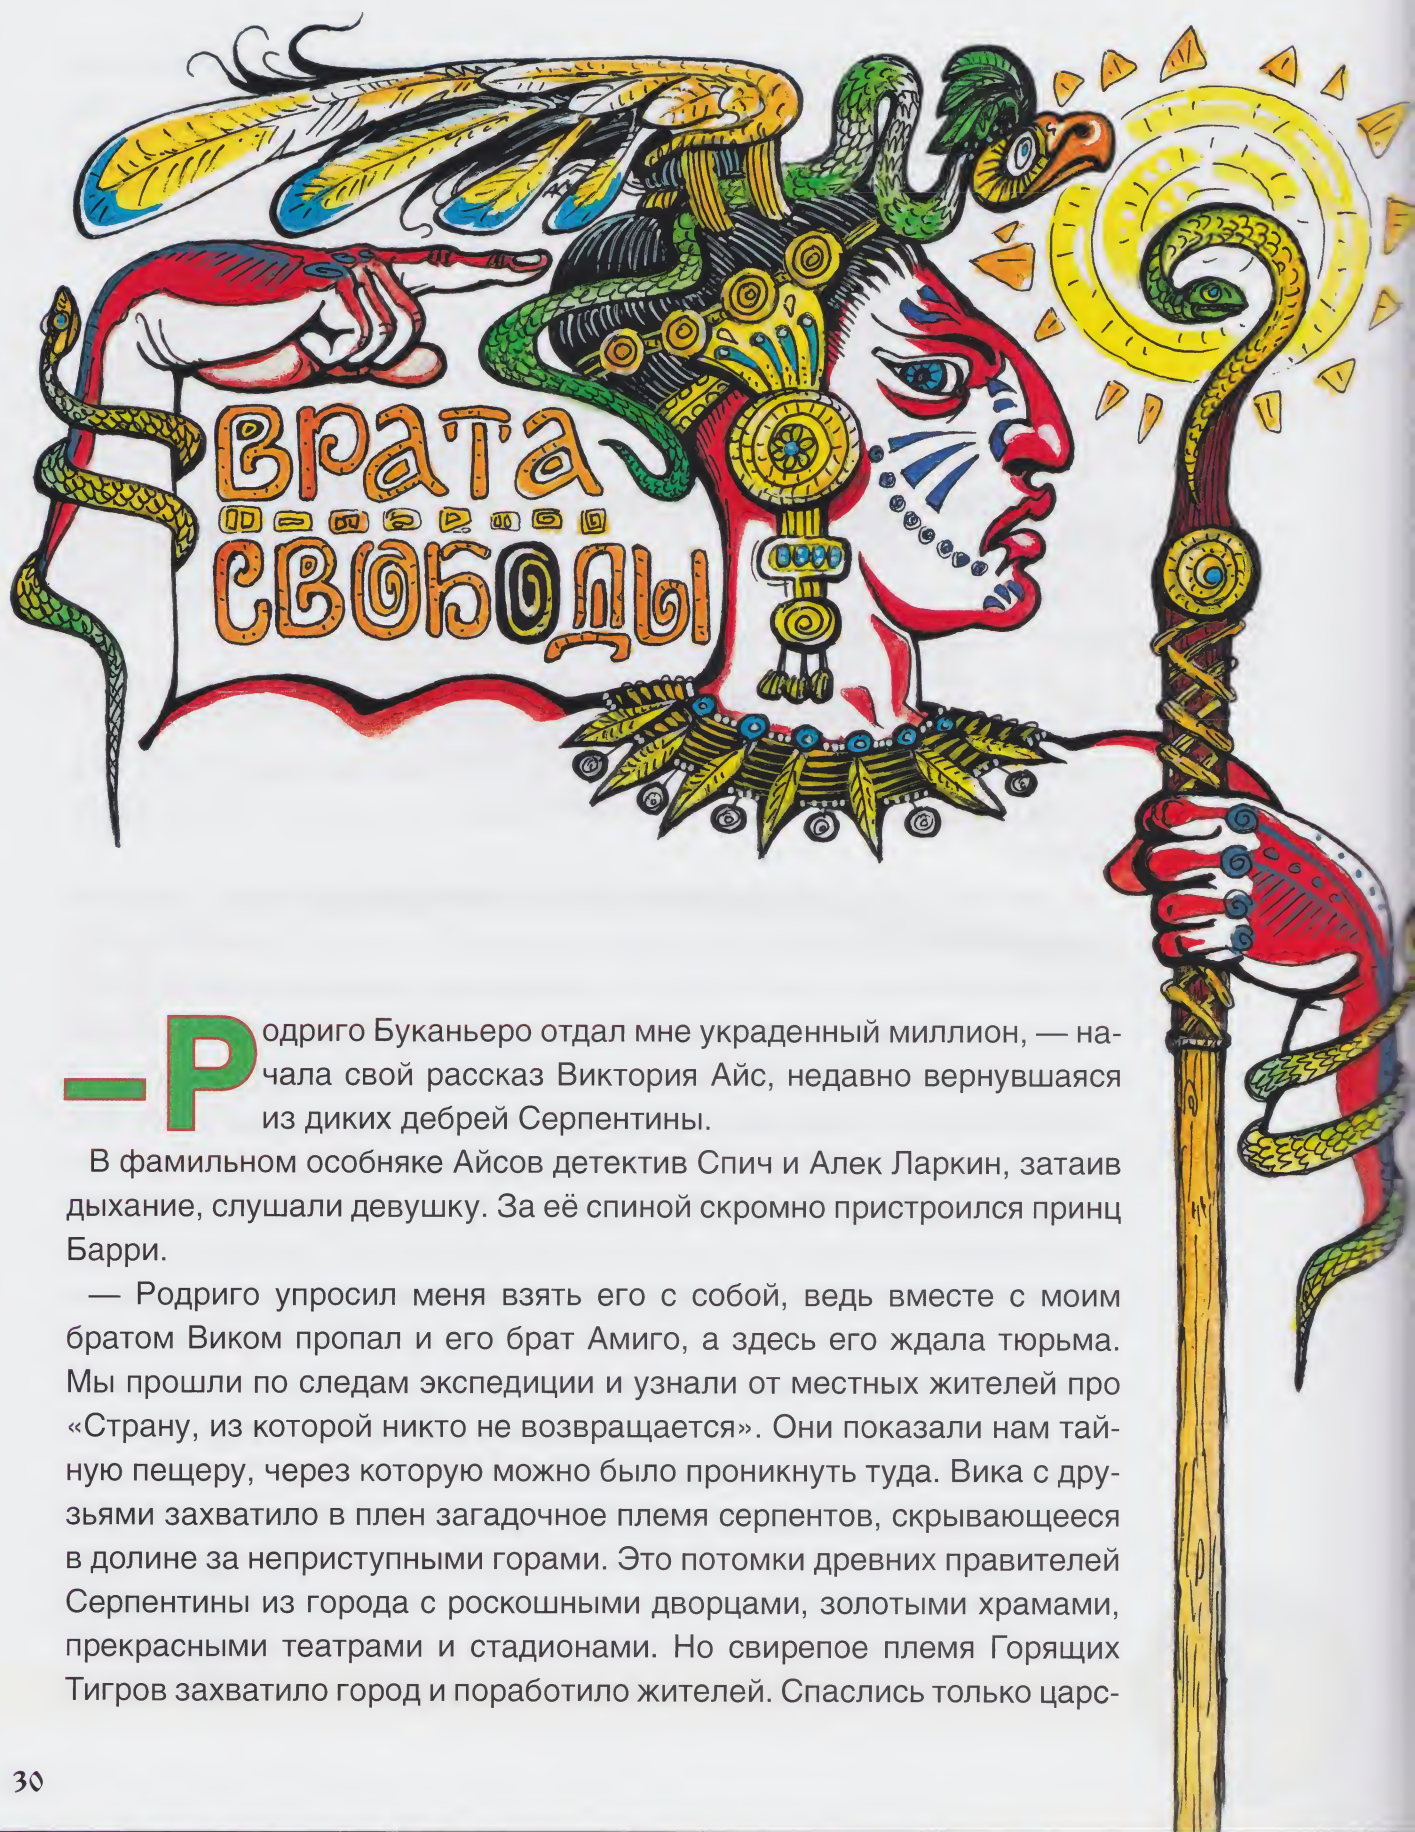 ВРАТА
СВОБОДЫ
— Родриго Буканьеро отдал мне украденный миллион, — на-
чала свой рассказ Виктория Айс, недавно вернувшаяся
из диких дебрей Серпентины.
В фамильном особняке Айсов детектив Спич и Алек Ларкин, затаив
дыхание, слушали девушку. За её спиной скромно пристроился принц
Барри.
— Родриго упросил меня взять его с собой, ведь вместе с моим
братом Виком пропал и его брат Амиго, а здесь его ждала тюрьма.
Мы прошли по следам экспедиции и узнали от местных жителей про
«Страну, из которой никто не возвращается». Они показали нам тай-
ную пещеру, через которую можно было проникнуть туда. Вика с дру-
зьями захватило в плен загадочное племя серпентов, скрывающееся
в долине за неприступными горами. Это потомки древних правителей
Серпентины из города с роскошными дворцами, золотыми храмами,
прекрасными театрами и стадионами. Но свирепое племя Горящих
Тигров захватило город и поработило жителей. Спаслись только царс-
30